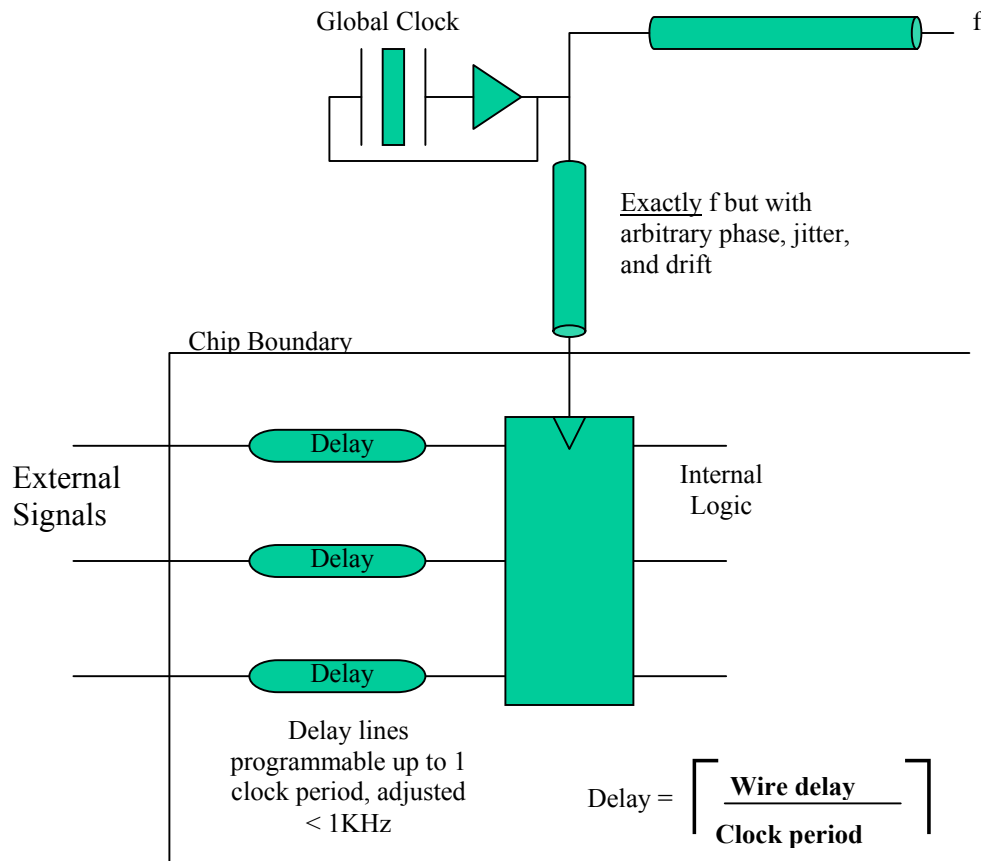 Global Clock
f
Exactly f but with
arbitrary phase, jitter,
and drift
Chip Boundary
External
Signals
Delay
Delay
Delay
Internal
Logic
Delay lines
programmable up to 1
clock period, adjusted
< 1KHz
Delay =
Wire delay
Clock period